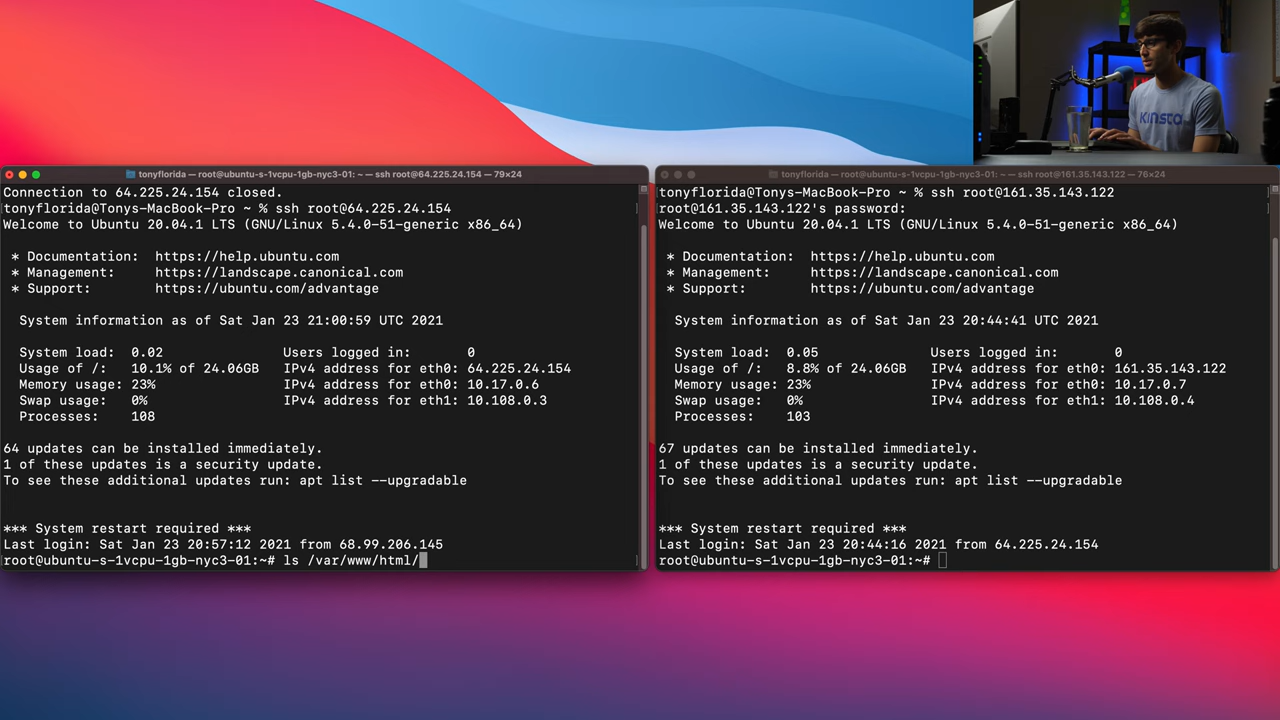 KINSTA
tonyflorida — root@ubuntu-s-1vcpu-1gb-nyc3-01: ~ — ssh root@64.225.24.154 — 79×24
Connection to 64.225.24.154 closed.
tonyflorida@Tonys-MacBook-Pro ~ % ssh root@64.225.24.154
Welcome to Ubuntu 20.04.1 LTS (GNU/Linux 5.4.0-51-generic x86_64)
* Documentation:  https://help.ubuntu.com
* Management:     https://landscape.canonical.com
* Support:        https://ubuntu.com/advantage
System information as of Sat Jan 23 21:00:59 UTC 2021
System load:  0.02               Users logged in:       0
Usage of /:   10.1% of 24.06GB   IPv4 address for eth0: 64.225.24.154
Memory usage: 23%                IPv4 address for eth0: 10.17.0.6
Swap usage:   0%                 IPv4 address for eth1: 10.108.0.3
Processes:    108
64 updates can be installed immediately.
1 of these updates is a security update.
To see these additional updates run: apt list --upgradable
*** System restart required ***
Last login: Sat Jan 23 20:57:12 2021 from 68.99.206.145
root@ubuntu-s-1vcpu-1gb-nyc3-01:~# ls /var/www/html/
tonyflorida — root@ubuntu-s-1vcpu-1gb-nyc3-01: ~ — ssh root@161.35.143.122 — 76×24
tonyflorida@Tonys-MacBook-Pro ~ % ssh root@161.35.143.122
root@161.35.143.122's password:
Welcome to Ubuntu 20.04.1 LTS (GNU/Linux 5.4.0-51-generic x86_64)
* Documentation:  https://help.ubuntu.com
* Management:     https://landscape.canonical.com
* Support:        https://ubuntu.com/advantage
System information as of Sat Jan 23 20:44:41 UTC 2021
System load:  0.05              Users logged in:       0
Usage of /:   8.8% of 24.06GB   IPv4 address for eth0: 161.35.143.122
Memory usage: 23%               IPv4 address for eth0: 10.17.0.7
Swap usage:   0%                IPv4 address for eth1: 10.108.0.4
Processes:    103
67 updates can be installed immediately.
1 of these updates is a security update.
To see these additional updates run: apt list --upgradable
*** System restart required ***
Last login: Sat Jan 23 20:44:16 2021 from 64.225.24.154
root@ubuntu-s-1vcpu-1gb-nyc3-01:~#